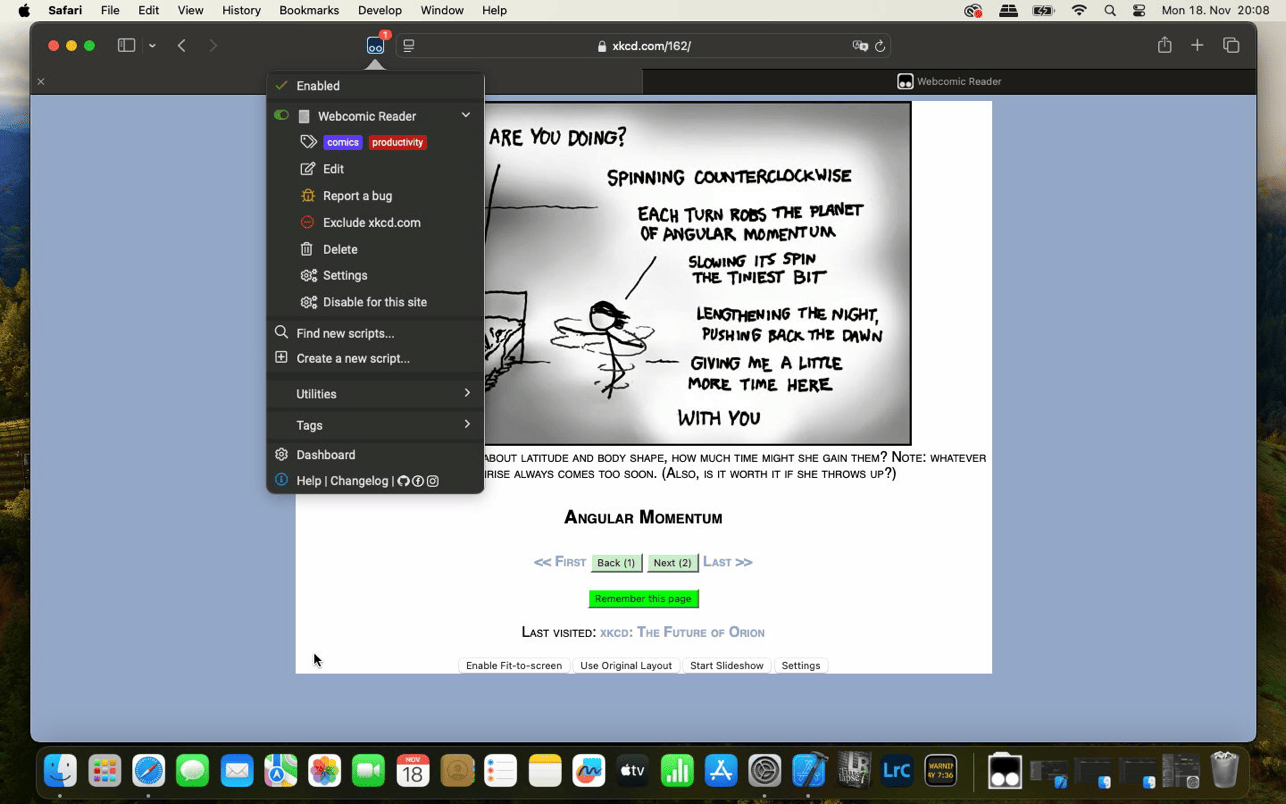 Safari File Edit View History Bookmarks Develop Window Help Mon 18. Nov 20:08
1
xkcd.com/162/
Webcomic Reader
Enabled
Webcomic Reader
comics productivity
Edit
Report a bug
Exclude xkcd.com
Delete
Settings
Disable for this site
Find new scripts...
Create a new script...
Utilities
Tags
Dashboard
Help | Changelog |
ARE YOU DOING?
SPINNING COUNTERCLOCKWISE
EACH TURN ROBS THE PLANET
OF ANGULAR MOMENTUM
SLOWING ITS SPIN
THE TINIEST BIT
LENGTHENING THE NIGHT,
PUSHING BACK THE DAWN
GIVING ME A LITTLE
MORE TIME HERE
WITH YOU
ABOUT LATITUDE AND BODY SHAPE, HOW MUCH TIME MIGHT SHE GAIN THEM? NOTE: WHATEVER
ALWAYS COMES TOO SOON. (ALSO, IS IT WORTH IT IF SHE THROWS UP?)
ANGULAR MOMENTUM
<< FIRST Back (1) Next (2) LAST >>
Remember this page
LAST VISITED: XKCD: THE FUTURE OF ORION
Enable Fit-to-screen Use Original Layout Start Slideshow Settings
NOV
18
tv
LrC
WARNI
AY 7:36